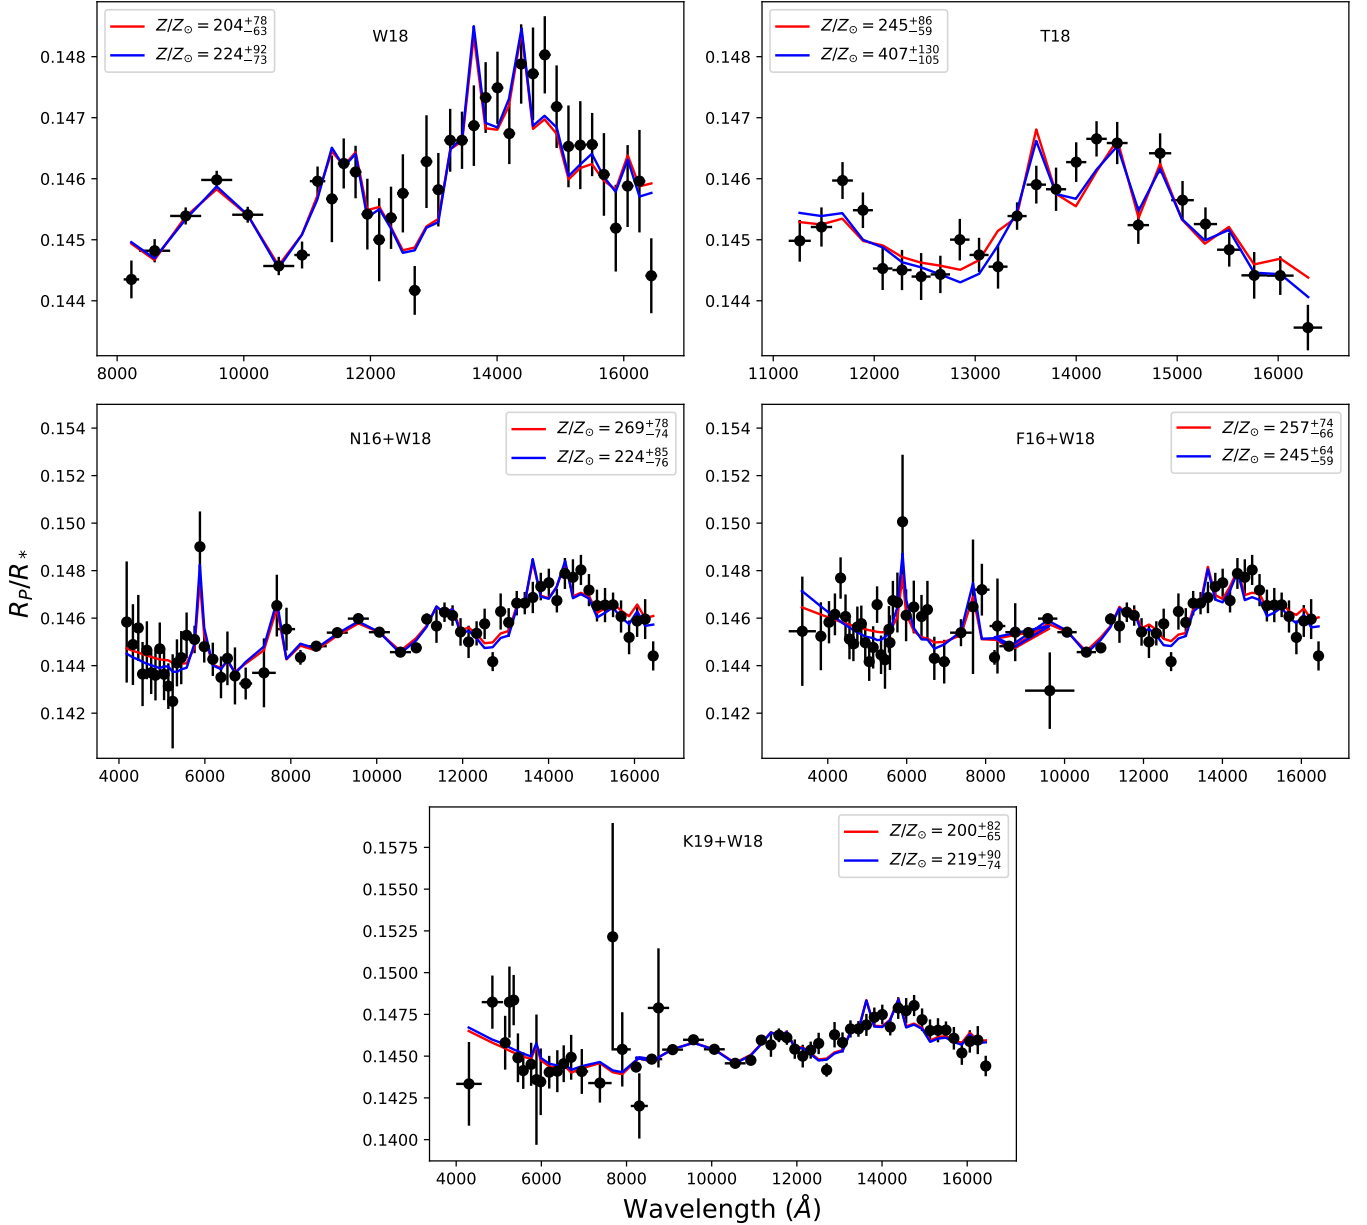 Z/Z⊙ = 204 +78 −63
Z/Z⊙ = 224 +92 −73
W18
0.148
0.147
0.146
0.145
0.144
8000 10000 12000 14000 16000
Z/Z⊙ = 245 +86 −59
Z/Z⊙ = 407 +130 −105
T18
0.148
0.147
0.146
0.145
0.144
11000 12000 13000 14000 15000 16000
N16+W18
Z/Z⊙ = 269 +78 −74
Z/Z⊙ = 224 +85 −76
0.154
0.152
0.150
0.148
0.146
0.144
0.142
4000 6000 8000 10000 12000 14000 16000
F16+W18
Z/Z⊙ = 257 +74 −66
Z/Z⊙ = 245 +64 −59
0.154
0.152
0.150
0.148
0.146
0.144
0.142
4000 6000 8000 10000 12000 14000 16000
R_P/R_*
K19+W18
Z/Z⊙ = 200 +82 −65
Z/Z⊙ = 219 +90 −74
0.1575
0.1550
0.1525
0.1500
0.1475
0.1450
0.1425
0.1400
4000 6000 8000 10000 12000 14000 16000
Wavelength (Å)